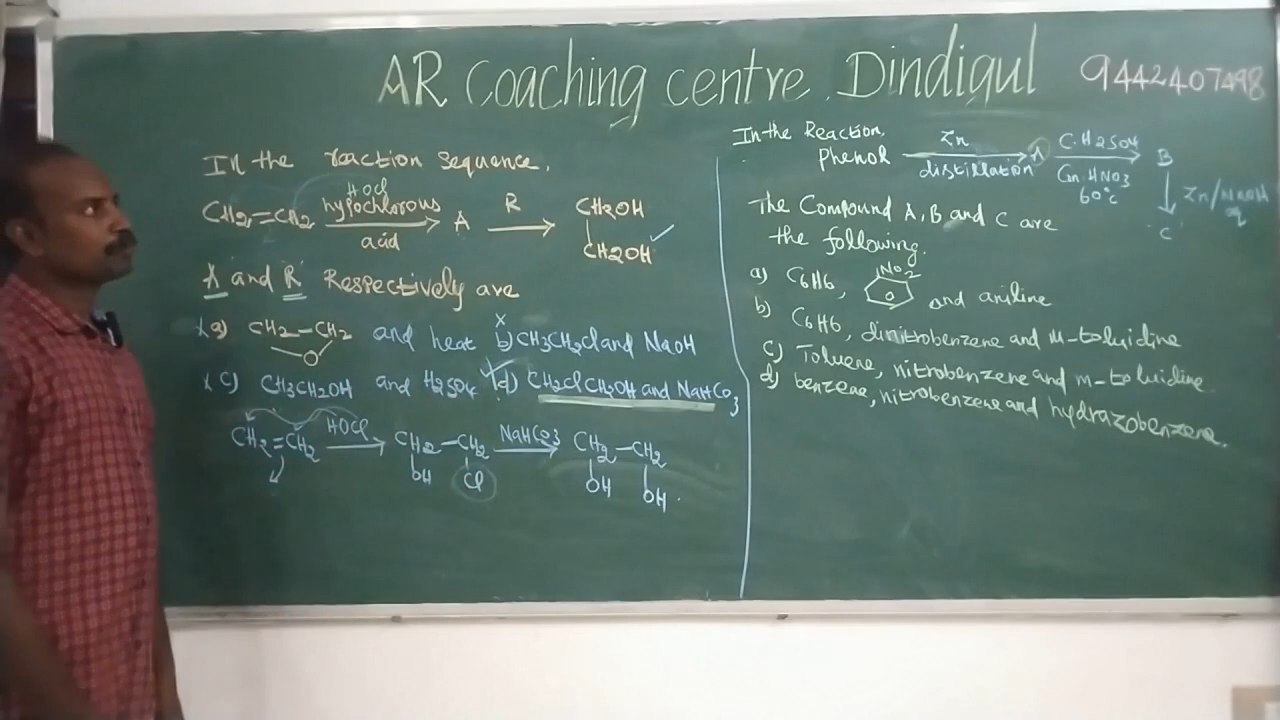 AR Coaching centre, Dindigul 9442407498
In the reaction sequence,
CH2=CH2 HOCl hypochlorous acid A R CH2OH
CH2OH ✓
A and R Respectively are
x a) CH2-CH2 O and heat x b) CH3CH2Cl and NaOH
x c) CH3CH2OH and H2SO4 ✓ d) CH2ClCH2OH and NaHCO3
CH2=CH2 HOCl CH2-CH2 NaHCO3 CH2-CH2
OH Cl OH OH
In the Reaction,
phenol Zn distillation A C.H2SO4 Con.HNO3 60°c B
Zn/NaOH
aq
C
The Compound A, B and C are
the following.
a) C6H6, NO2 and aniline
b) C6H6, dinitrobenzene and m-toluidine
c) Toluene, nitrobenzene and m-toluidine
d) benzene, nitrobenzene and hydrazobenzene.